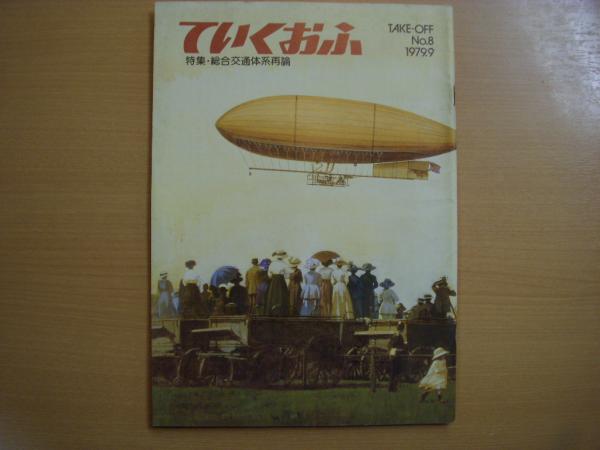 ていくおふ
特集・総合交通体系再論
TAKE-OFF
No.8
1979.9